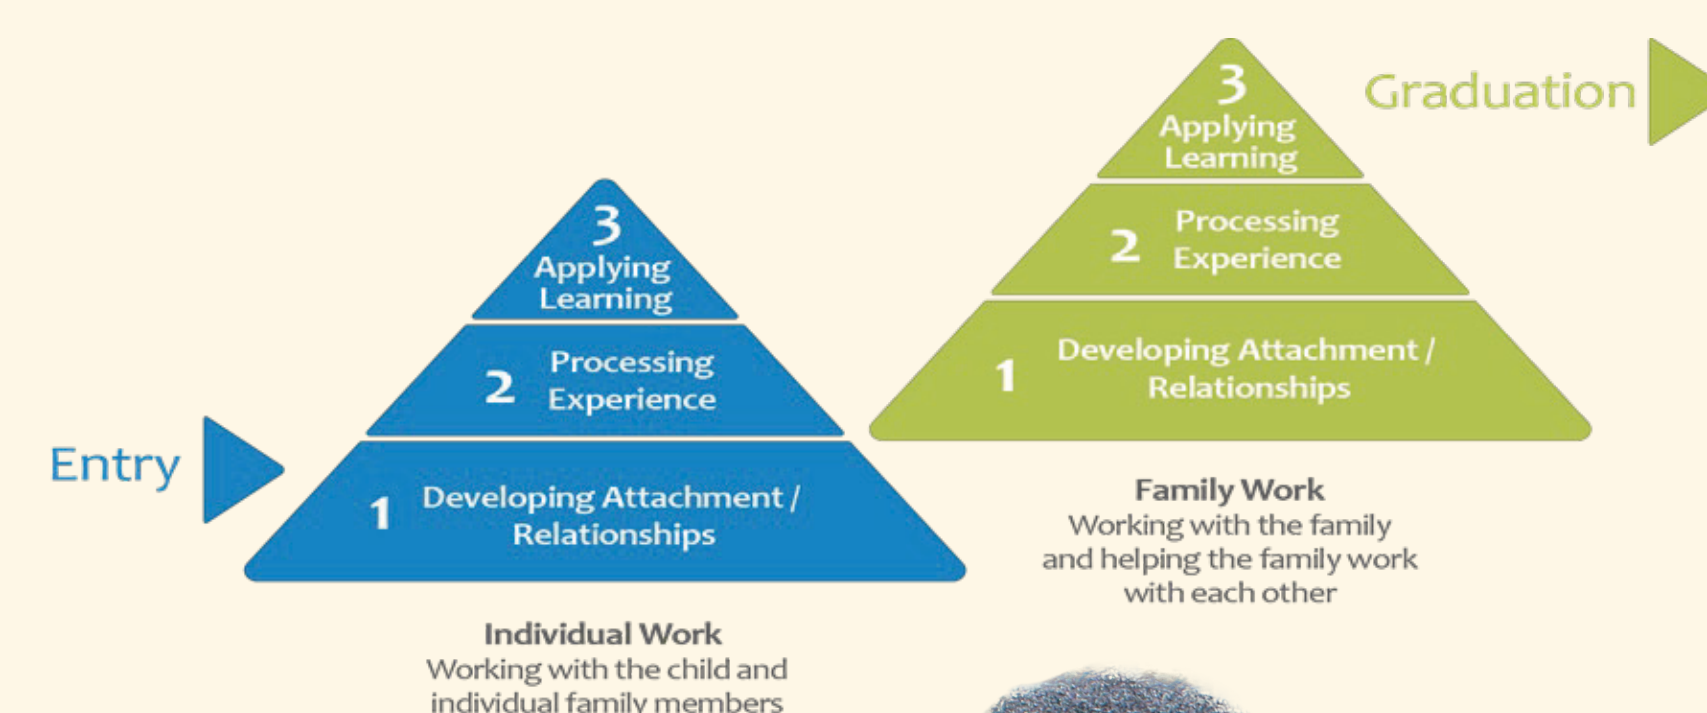 Entry
3
Applying
Learning
2
Processing
Experience
1
Developing Attachment /
Relationships
Individual Work
Working with the child and
individual family members
3
Applying
Learning
2
Processing
Experience
1
Developing Attachment /
Relationships
Family Work
Working with the family
and helping the family work
with each other
Graduation